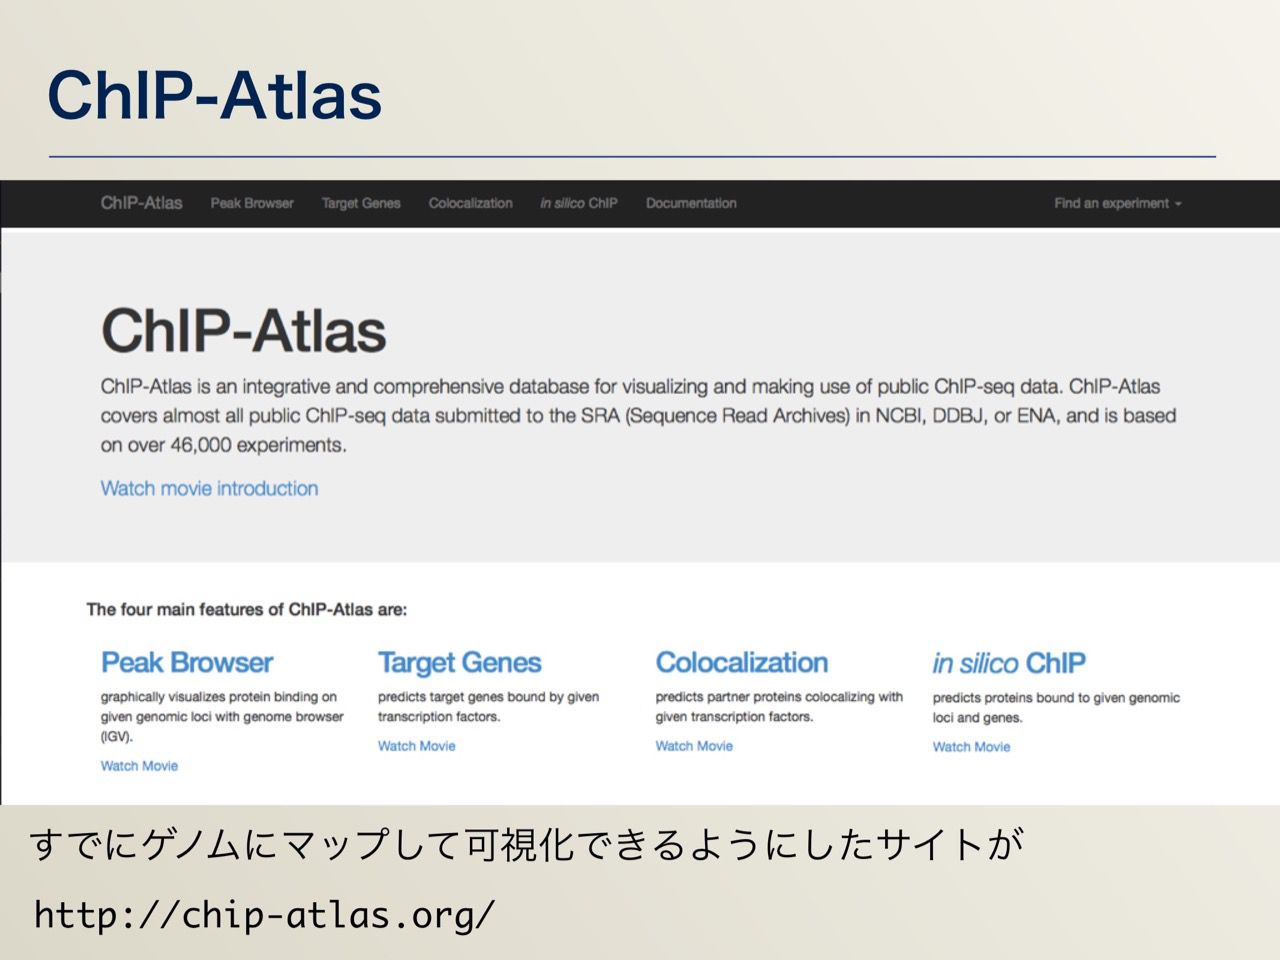 ChIP-Atlas
ChIP-Atlas Peak Browser Target Genes Colocalization in silico ChIP Documentation Find an experiment
ChIP-Atlas
ChIP-Atlas is an integrative and comprehensive database for visualizing and making use of public ChIP-seq data. ChIP-Atlas
covers almost all public ChIP-seq data submitted to the SRA (Sequence Read Archives) in NCBI, DDBJ, or ENA, and is based
on over 46,000 experiments.
Watch movie introduction
The four main features of ChIP-Atlas are:
Peak Browser
graphically visualizes protein binding on
given genomic loci with genome browser
(IGV).
Watch Movie
Target Genes
predicts target genes bound by given
transcription factors.
Watch Movie
Colocalization
predicts partner proteins colocalizing with
given transcription factors.
Watch Movie
in silico ChIP
predicts proteins bound to given genomic
loci and genes.
Watch Movie
すでにゲノムにマップして可視化できるようにしたサイトが
http://chip-atlas.org/